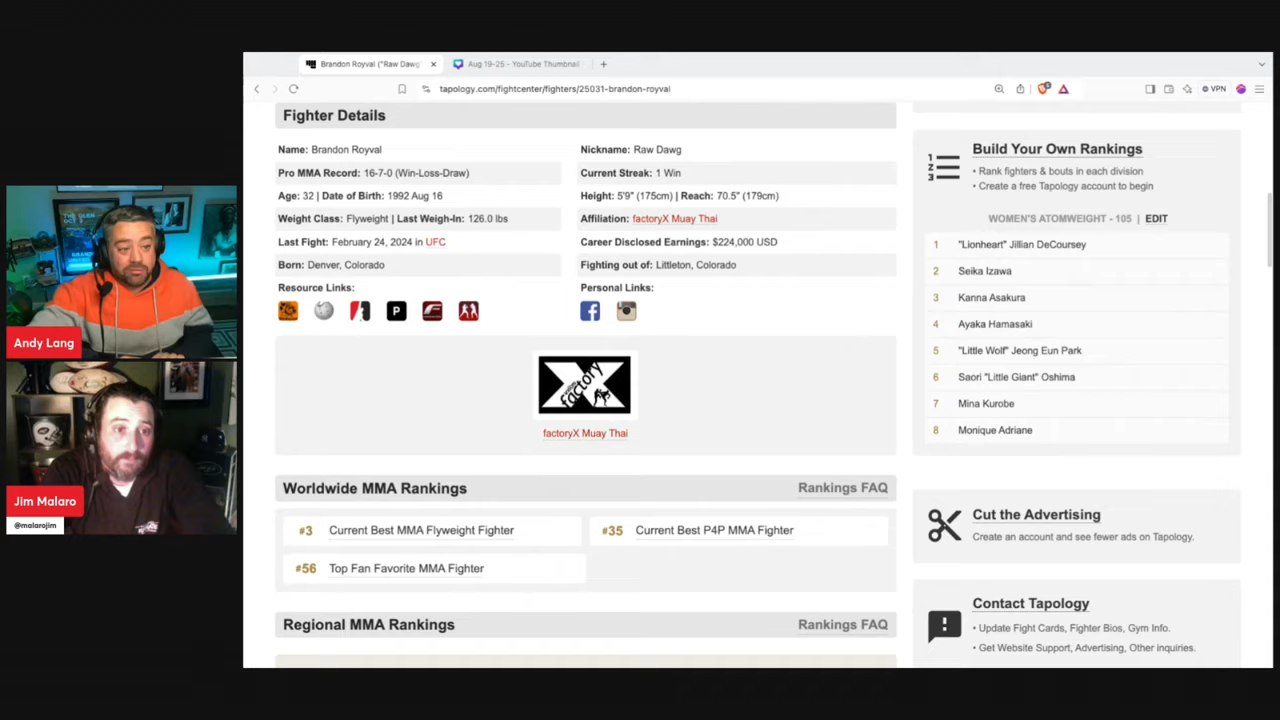 Brandon Royval ("Raw Dawg"
Aug 19-25 - YouTube Thumbnail
tapology.com/fightcenter/fighters/25031-brandon-royval
VPN
Fighter Details
Name: Brandon Royval
Nickname: Raw Dawg
Pro MMA Record: 16-7-0 (Win-Loss-Draw)
Current Streak: 1 Win
Age: 32 | Date of Birth: 1992 Aug 16
Height: 5'9" (175cm) | Reach: 70.5" (179cm)
Weight Class: Flyweight | Last Weigh-In: 126.0 lbs
Affiliation: factoryX Muay Thai
Last Fight: February 24, 2024 in UFC
Career Disclosed Earnings: $224,000 USD
Born: Denver, Colorado
Fighting out of: Littleton, Colorado
Resource Links:
Personal Links:
P
factory
X
factoryX Muay Thai
Worldwide MMA Rankings
Rankings FAQ
#3 Current Best MMA Flyweight Fighter
#35 Current Best P4P MMA Fighter
#56 Top Fan Favorite MMA Fighter
Regional MMA Rankings
Rankings FAQ
1
2
3
Build Your Own Rankings
• Rank fighters & bouts in each division
• Create a free Tapology account to begin
WOMEN'S ATOMWEIGHT - 105 | EDIT
1 "Lionheart" Jillian DeCoursey
2 Seika Izawa
3 Kanna Asakura
4 Ayaka Hamasaki
5 "Little Wolf" Jeong Eun Park
6 Saori "Little Giant" Oshima
7 Mina Kurobe
8 Monique Adriane
Cut the Advertising
Create an account and see fewer ads on Tapology.
Contact Tapology
• Update Fight Cards, Fighter Bios, Gym Info.
• Get Website Support, Advertising, Other inquiries.
Andy Lang
Jim Malaro
@malarojim